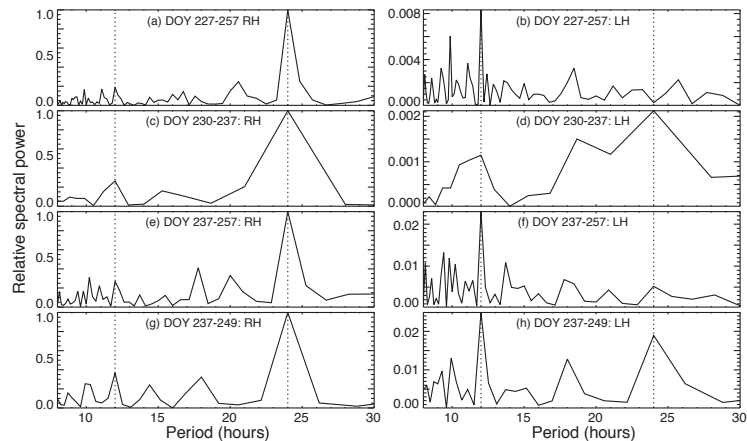 (a) DOY 227-257 RH
1.0
0.5
0.0
(b) DOY 227-257: LH
0.008
0.006
0.004
0.002
0.000
(c) DOY 230-237: RH
1.0
0.5
0.0
(d) DOY 230-237: LH
0.002
0.001
0.000
(e) DOY 237-257: RH
1.0
0.5
0.0
(f) DOY 237-257: LH
0.02
0.01
0.00
(g) DOY 237-249: RH
1.0
0.5
0.0
10 15 20 25 30
(h) DOY 237-249: LH
0.02
0.01
0.00
10 15 20 25 30
Relative spectral power
Period (hours)
Period (hours)